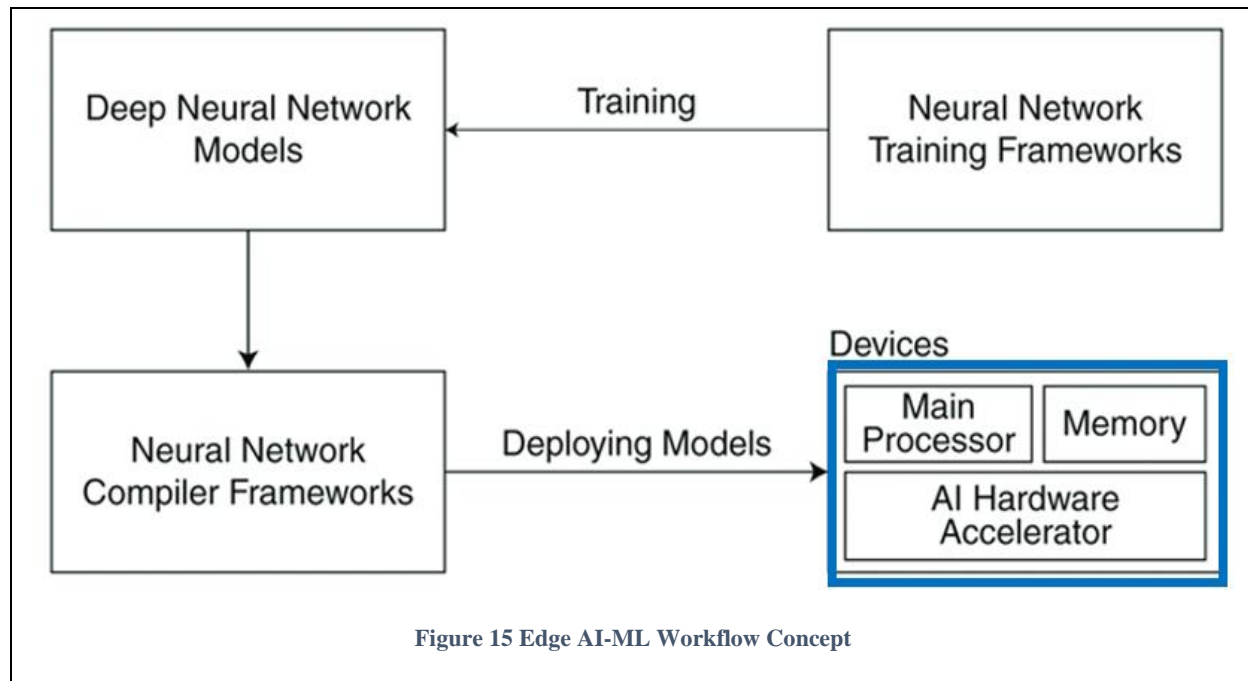 Deep Neural Network
Models
Training
Neural Network
Training Frameworks
Neural Network
Compiler Frameworks
Deploying Models
Devices
Main
Processor
Memory
AI Hardware
Accelerator
Figure 15 Edge AI-ML Workflow Concept